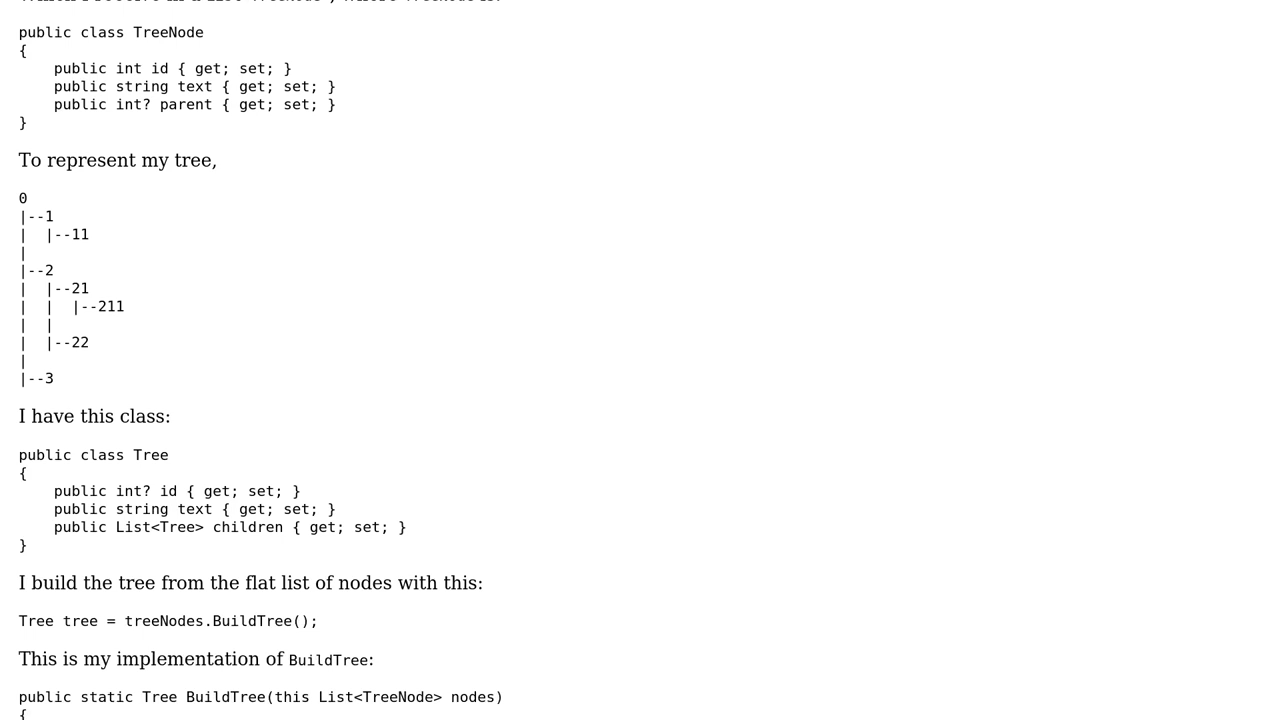 public class TreeNode
{
    public int id { get; set; }
    public string text { get; set; }
    public int? parent { get; set; }
}
To represent my tree,
0
|--1
|  |--11
|
|--2
|  |--21
|  |  |--211
|  |
|  |--22
|
|--3
I have this class:
public class Tree
{
    public int? id { get; set; }
    public string text { get; set; }
    public List<Tree> children { get; set; }
}
I build the tree from the flat list of nodes with this:
Tree tree = treeNodes.BuildTree();
This is my implementation of BuildTree:
public static Tree BuildTree(this List<TreeNode> nodes)
{